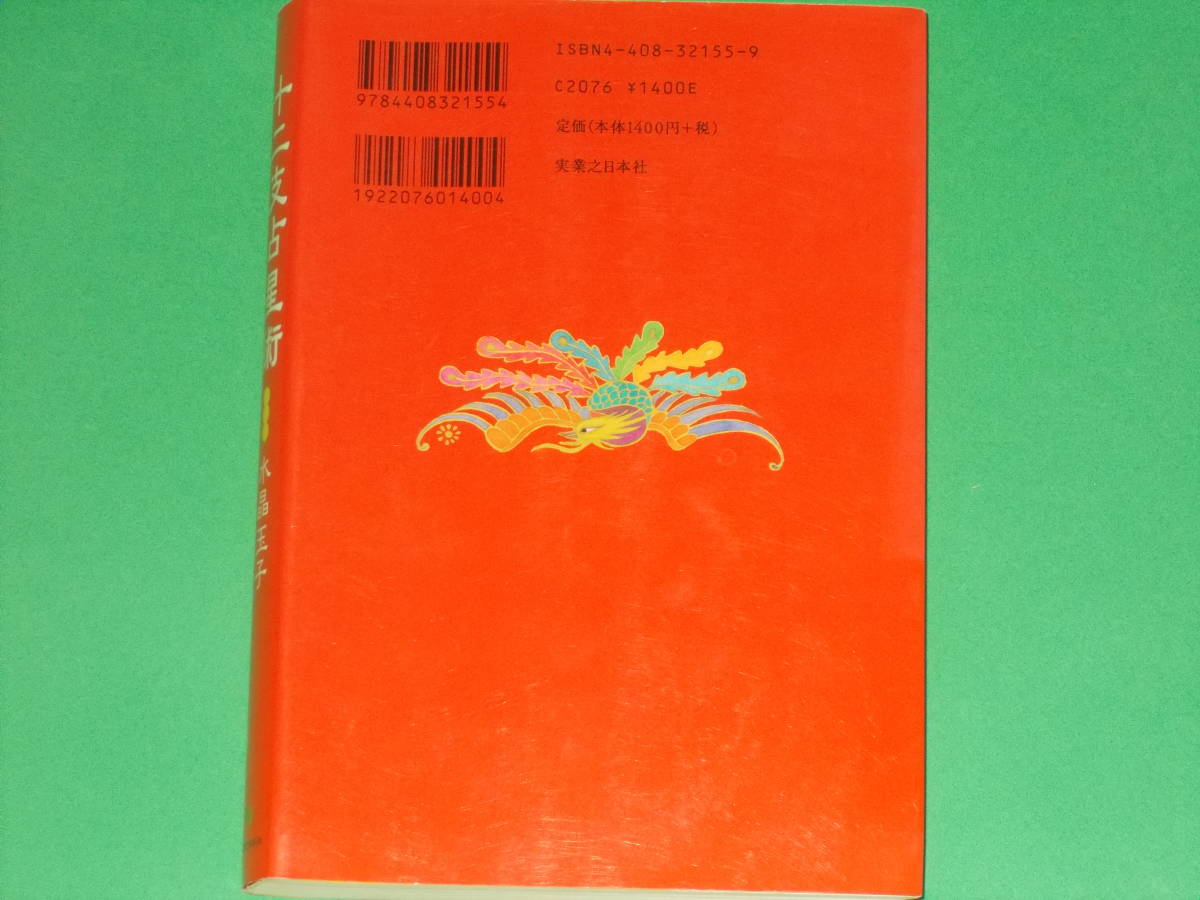 ISBN4-408-32155-9
C2076 ¥1400E
定価(本体1400円+税)
実業之日本社
9784408321554
1922076014004
十二支占星術
水晶玉子